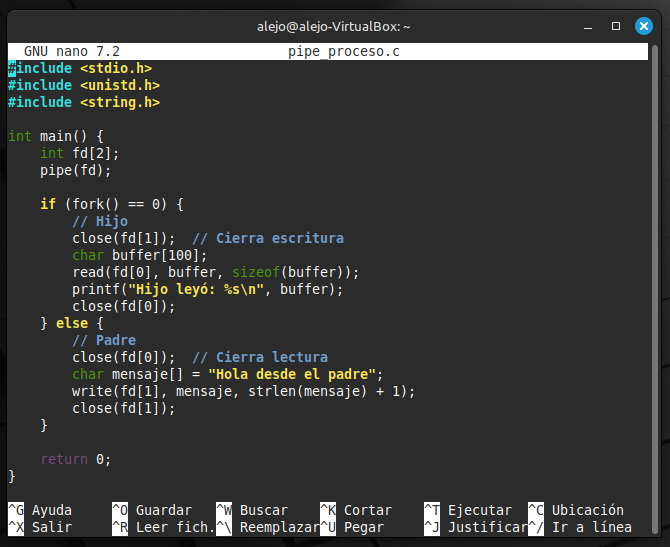 alejo@alejo-VirtualBox: ~
GNU nano 7.2 pipe_proceso.c
#include <stdio.h>
#include <unistd.h>
#include <string.h>
int main() {
    int fd[2];
    pipe(fd);
    if (fork() == 0) {
        // Hijo
        close(fd[1]);  // Cierra escritura
        char buffer[100];
        read(fd[0], buffer, sizeof(buffer));
        printf("Hijo leyó: %s\n", buffer);
        close(fd[0]);
    } else {
        // Padre
        close(fd[0]);  // Cierra lectura
        char mensaje[] = "Hola desde el padre";
        write(fd[1], mensaje, strlen(mensaje) + 1);
        close(fd[1]);
    }
    return 0;
}
^G Ayuda ^O Guardar ^W Buscar ^K Cortar ^T Ejecutar ^C Ubicación
^X Salir ^R Leer fich. ^\ Reemplazar ^U Pegar ^J Justificar ^/ Ir a línea